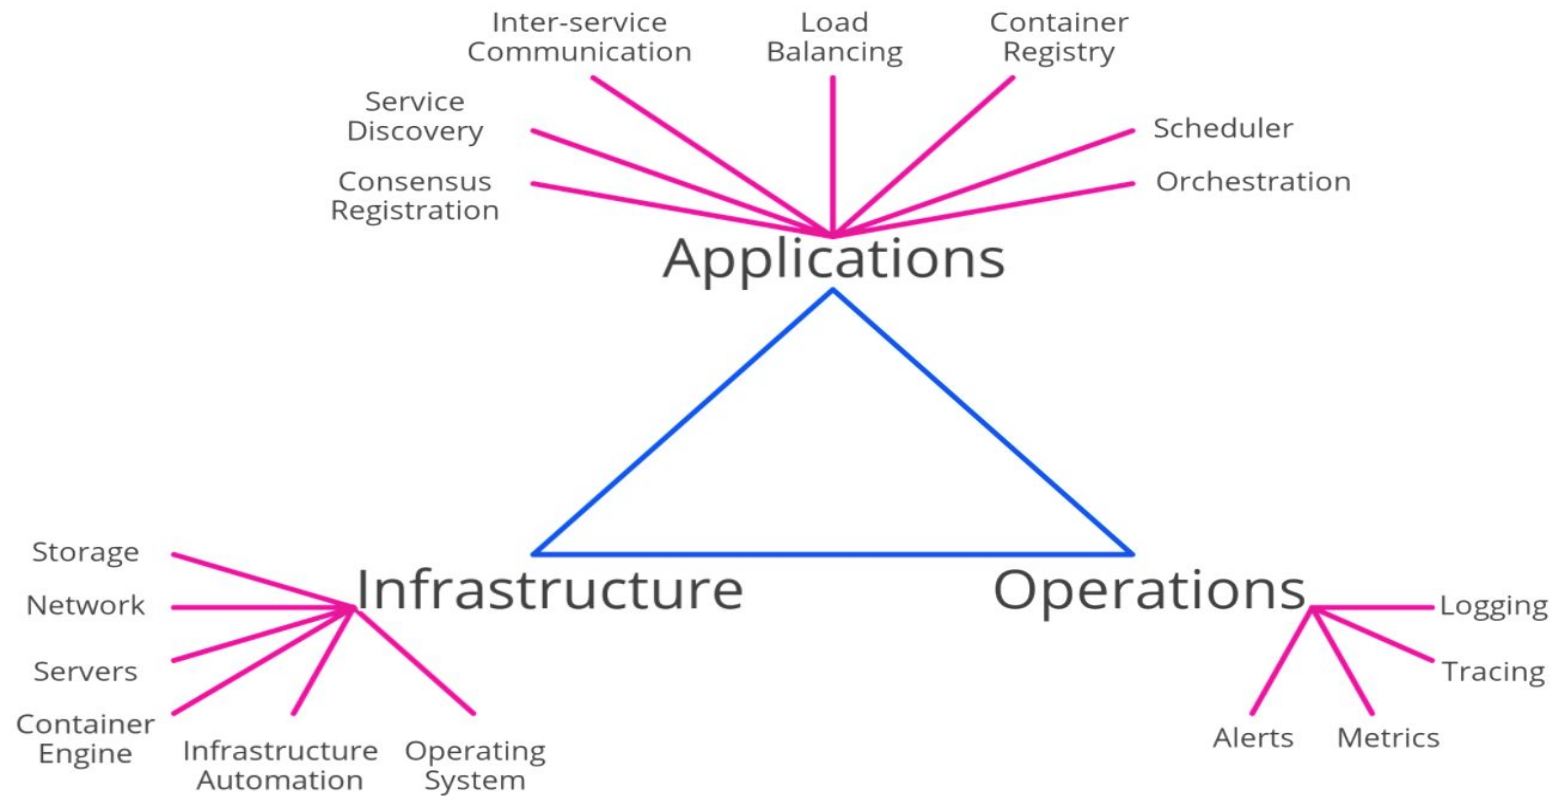 Inter-service
Communication
Load
Balancing
Container
Registry
Service
Discovery
Scheduler
Consensus
Registration
Orchestration
Applications
Storage
Network
Servers
Container
Engine
Infrastructure
Automation
Operating
System
Infrastructure
Operations
Logging
Tracing
Alerts
Metrics